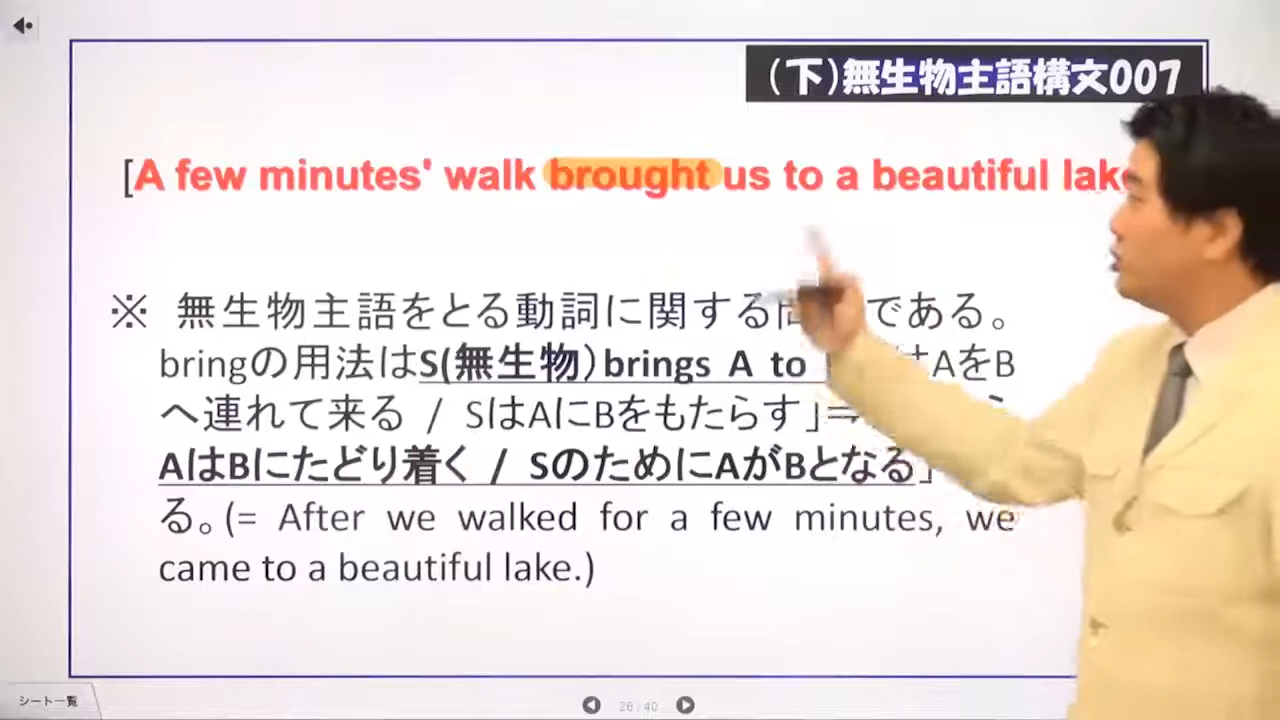 (下)無生物主語構文007
[A few minutes' walk brought us to a beautiful
※ 無生物主語をとる動詞に関する である。
bringの用法はS(無生物)brings A to はAをB
へ連れて来る / SはAにBをもたらす」⇒
AはBにたどり着く / SのためにAがBとなる」
る。(= After we walked for a few minutes, we
came to a beautiful lake.)
シート一覧
26 / 40